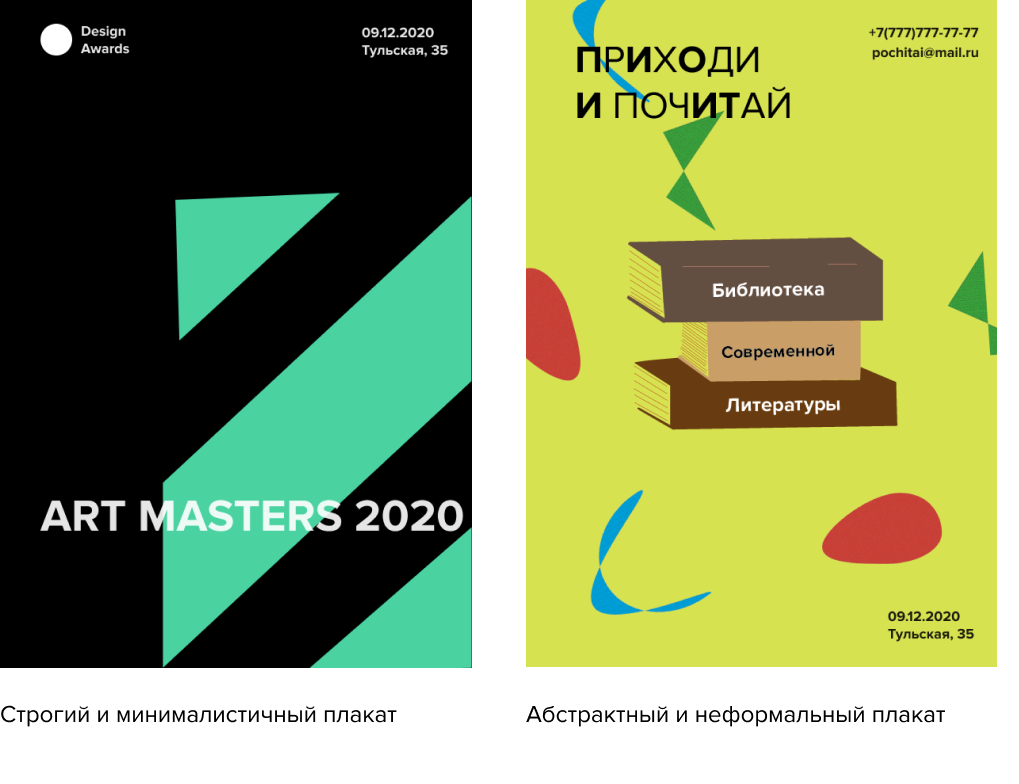 Design
Awards
09.12.2020
Тульская, 35
ART MASTERS 2020
Строгий и минималистичный плакат
ПРИХОДИ
И ПОЧИТАЙ
+7(777)777-77-77
pochitai@mail.ru
Библиотека
Современной
Литературы
09.12.2020
Тульская, 35
Абстрактный и неформальный плакат